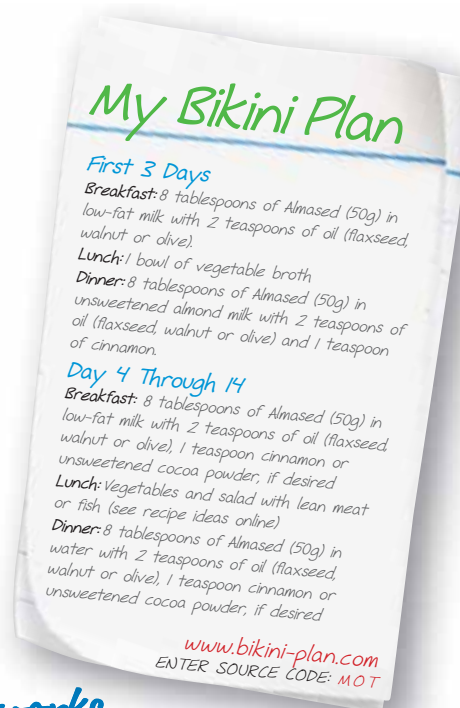 My Bikini Plan
First 3 Days
Breakfast: 8 tablespoons of Almased (50g) in
low-fat milk with 2 teaspoons of oil (flaxseed,
walnut or olive).
Lunch: 1 bowl of vegetable broth
Dinner: 8 tablespoons of Almased (50g) in
unsweetened almond milk with 2 teaspoons of
oil (flaxseed, walnut or olive) and 1 teaspoon
of cinnamon.
Day 4 Through 14
Breakfast: 8 tablespoons of Almased (50g) in
low-fat milk with 2 teaspoons of oil (flaxseed,
walnut or olive), 1 teaspoon cinnamon or
unsweetened cocoa powder, if desired
Lunch: Vegetables and salad with lean meat
or fish (see recipe ideas online)
Dinner: 8 tablespoons of Almased (50g) in
water with 2 teaspoons of oil (flaxseed,
walnut or olive), 1 teaspoon cinnamon or
unsweetened cocoa powder, if desired
www.bikini-plan.com
ENTER SOURCE CODE: MOT